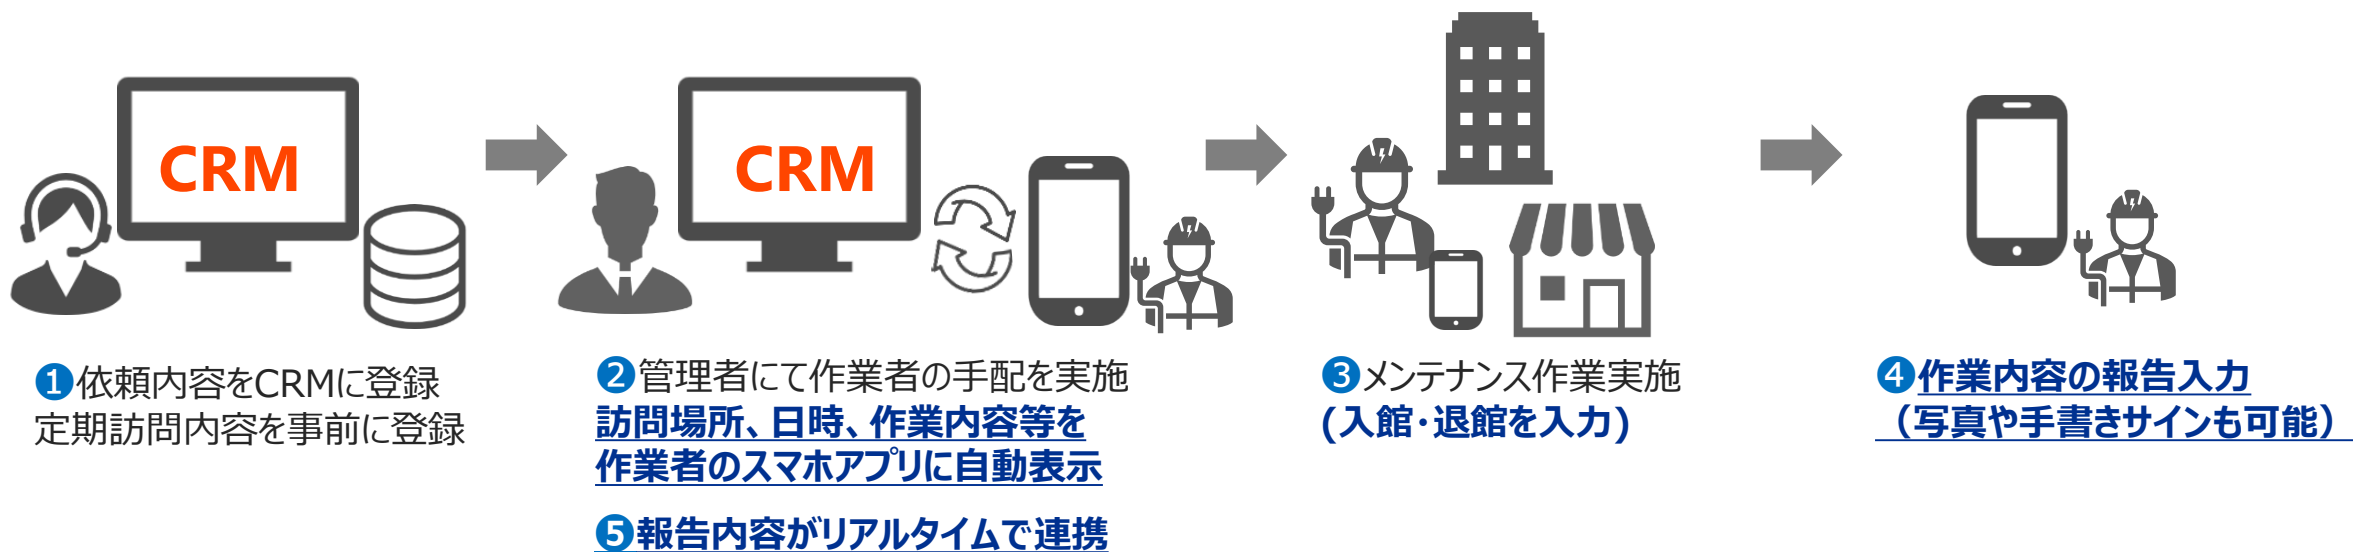 CRM
CRM
❶依頼内容をCRMに登録
定期訪問内容を事前に登録
❷管理者にて作業者の手配を実施
訪問場所、日時、作業内容等を
作業者のスマホアプリに自動表示
❺報告内容がリアルタイムで連携
❸メンテナンス作業実施
(入館・退館を入力)
❹作業内容の報告入力
（写真や手書きサインも可能）